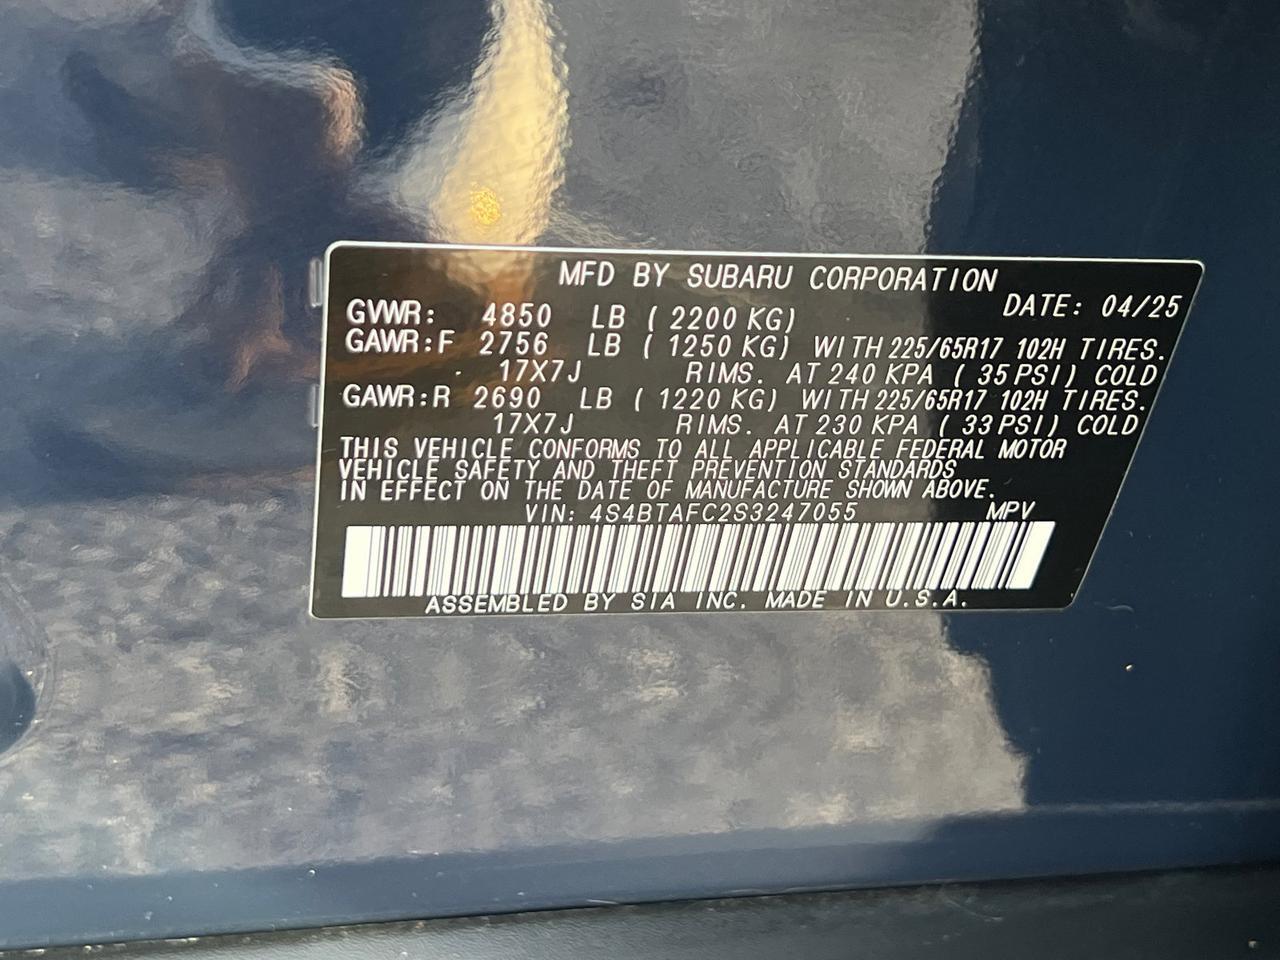 MFD BY SUBARU CORPORATION
DATE: 04/25
GVWR: 4850 LB ( 2200 KG)
GAWR:F 2756 LB ( 1250 KG) WITH 225/65R17 102H TIRES.
17X7J RIMS. AT 240 KPA ( 35 PSI) COLD
GAWR:R 2690 LB ( 1220 KG) WITH 225/65R17 102H TIRES.
17X7J RIMS. AT 230 KPA ( 33 PSI) COLD
THIS VEHICLE CONFORMS TO ALL APPLICABLE FEDERAL MOTOR
VEHICLE SAFETY AND THEFT PREVENTION STANDARDS
IN EFFECT ON THE DATE OF MANUFACTURE SHOWN ABOVE.
VIN: 4S4BTAFC2S3247055 MPV
ASSEMBLED BY SIA INC. MADE IN U.S.A.